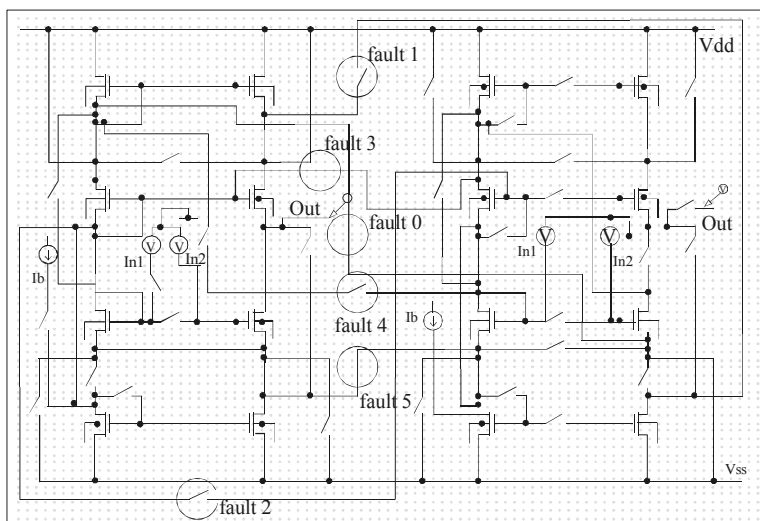 fault 1
Vdd
fault 3
Out
fault 0
Out
V
V
V
V
V
In1
In2
In1
In2
Ib
Ib
fault 4
fault 5
Vss
fault 2